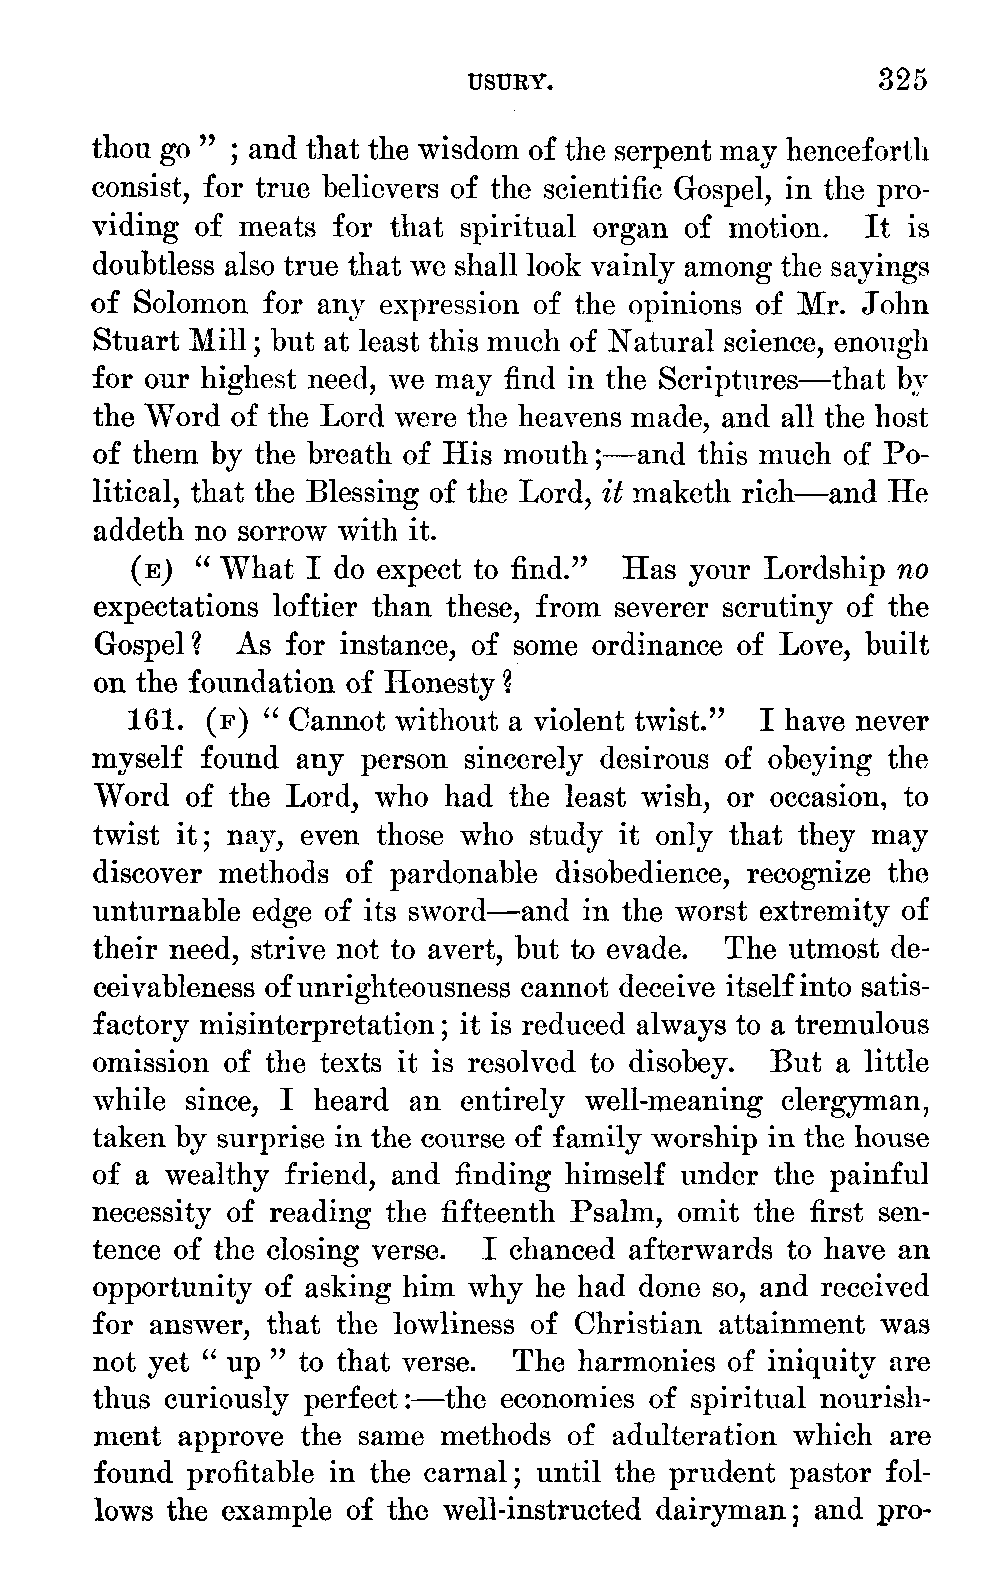 USURY. 325
thou go " ; and that the wisdom of the serpent may henceforth
consist, for true believers of the scientific Gospel, in the pro-
viding of meats for that spiritual organ of motion. It is
doubtless also true that we shall look vainly among the sayings
of Solomon for any expression of the opinions of Mr. John
Stuart Mill; but at least this much of Natural science, enough
for our highest need, we may find in the Scriptures—that by
the Word of the Lord were the heavens made, and all the host
of them by the breath of His mouth;—and this much of Po-
litical, that the Blessing of the Lord, it maketh rich—and He
addeth no sorrow with it.
(E) " What I do expect to find." Has your Lordship no
expectations loftier than these, from severer scrutiny of the
Gospel? As for instance, of some ordinance of Love, built
on the foundation of Honesty?
161. (F) " Cannot without a violent twist." I have never
myself found any person sincerely desirous of obeying the
Word of the Lord, who had the least wish, or occasion, to
twist it; nay, even those who study it only that they may
discover methods of pardonable disobedience, recognize the
unturnable edge of its sword—and in the worst extremity of
their need, strive not to avert, but to evade. The utmost de-
ceivableness of unrighteousness cannot deceive itself into satis-
factory misinterpretation; it is reduced always to a tremulous
omission of the texts it is resolved to disobey. But a little
while since, I heard an entirely well-meaning clergyman,
taken by surprise in the course of family worship in the house
of a wealthy friend, and finding himself under the painful
necessity of reading the fifteenth Psalm, omit the first sen-
tence of the closing verse. I chanced afterwards to have an
opportunity of asking him why he had done so, and received
for answer, that the lowliness of Christian attainment was
not yet " up " to that verse. The harmonies of iniquity are
thus curiously perfect:—the economies of spiritual nourish-
ment approve the same methods of adulteration which are
found profitable in the carnal; until the prudent pastor fol-
lows the example of the well-instructed dairyman; and pro-